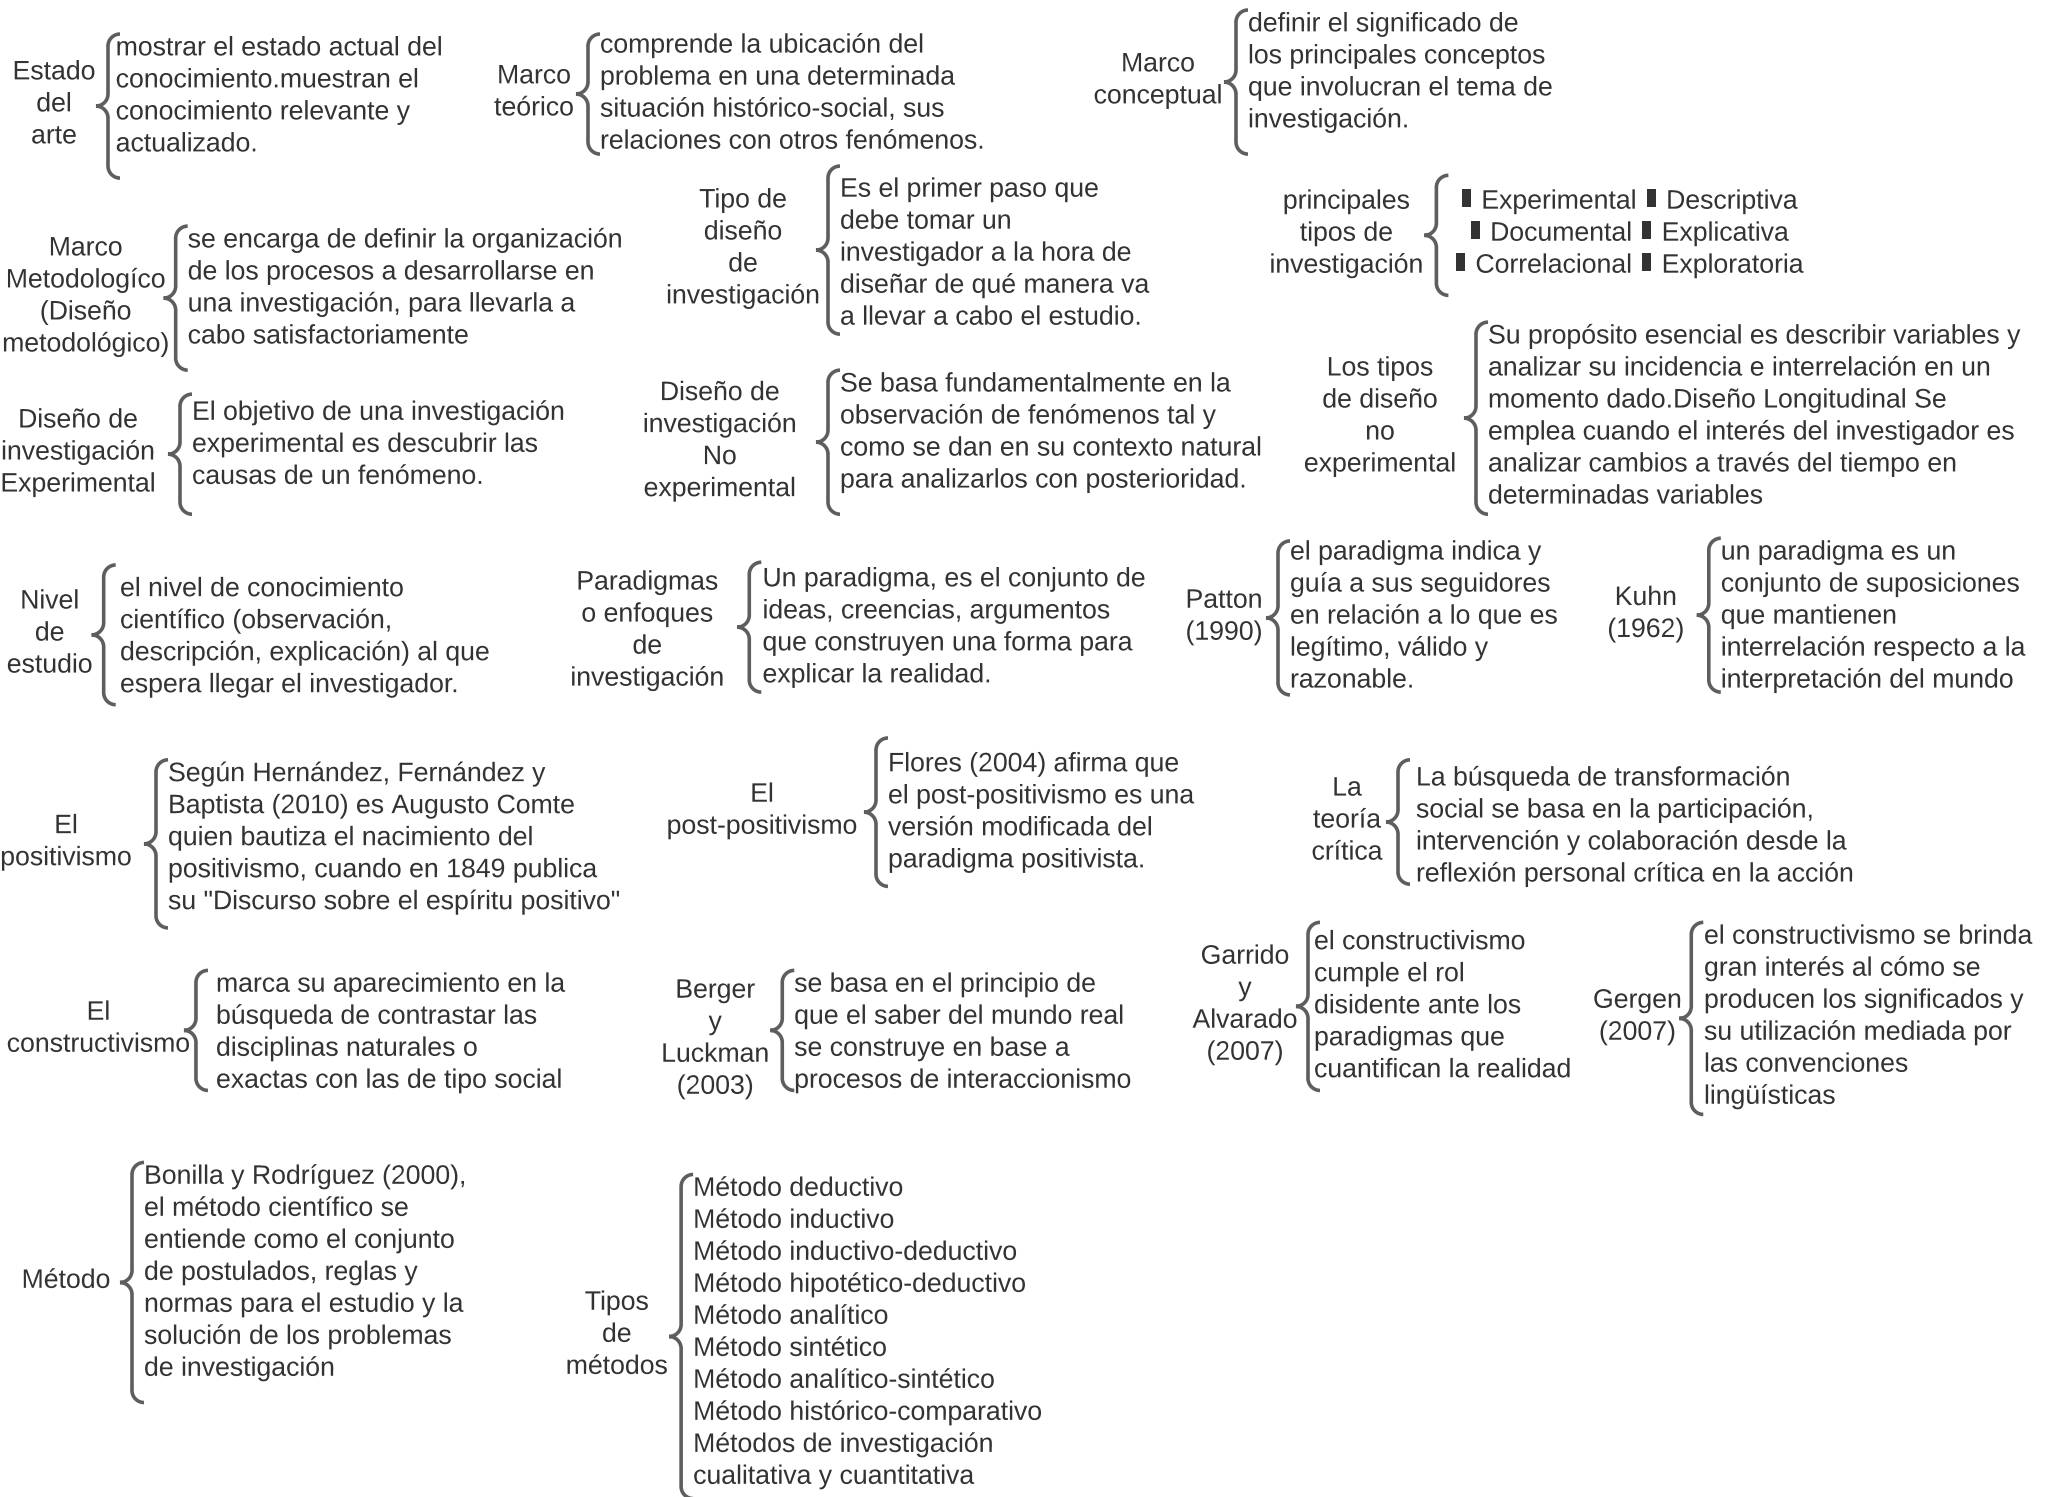 Estado
del
arte
mostrar el estado actual del
conocimiento.muestran el
conocimiento relevante y
actualizado.
Marco
teórico
comprende la ubicación del
problema en una determinada
situación histórico-social, sus
relaciones con otros fenómenos.
Marco
conceptual
definir el significado de
los principales conceptos
que involucran el tema de
investigación.
Marco
Metodologíco
(Diseño
metodológico)
se encarga de definir la organización
de los procesos a desarrollarse en
una investigación, para llevarla a
cabo satisfactoriamente
Tipo de
diseño
de
investigación
Es el primer paso que
debe tomar un
investigador a la hora de
diseñar de qué manera va
a llevar a cabo el estudio.
principales
tipos de
investigación
▮ Experimental ▮ Descriptiva
▮ Documental ▮ Explicativa
▮ Correlacional ▮ Exploratoria
Diseño de
investigación
Experimental
El objetivo de una investigación
experimental es descubrir las
causas de un fenómeno.
Diseño de
investigación
No
experimental
Se basa fundamentalmente en la
observación de fenómenos tal y
como se dan en su contexto natural
para analizarlos con posterioridad.
Los tipos
de diseño
no
experimental
Su propósito esencial es describir variables y
analizar su incidencia e interrelación en un
momento dado.Diseño Longitudinal Se
emplea cuando el interés del investigador es
analizar cambios a través del tiempo en
determinadas variables
Nivel
de
estudio
el nivel de conocimiento
científico (observación,
descripción, explicación) al que
espera llegar el investigador.
Paradigmas
o enfoques
de
investigación
Un paradigma, es el conjunto de
ideas, creencias, argumentos
que construyen una forma para
explicar la realidad.
Patton
(1990)
el paradigma indica y
guía a sus seguidores
en relación a lo que es
legítimo, válido y
razonable.
Kuhn
(1962)
un paradigma es un
conjunto de suposiciones
que mantienen
interrelación respecto a la
interpretación del mundo
El
positivismo
Según Hernández, Fernández y
Baptista (2010) es Augusto Comte
quien bautiza el nacimiento del
positivismo, cuando en 1849 publica
su "Discurso sobre el espíritu positivo"
El
post-positivismo
Flores (2004) afirma que
el post-positivismo es una
versión modificada del
paradigma positivista.
La
teoría
crítica
La búsqueda de transformación
social se basa en la participación,
intervención y colaboración desde la
reflexión personal crítica en la acción
El
constructivismo
marca su aparecimiento en la
búsqueda de contrastar las
disciplinas naturales o
exactas con las de tipo social
Berger
y
Luckman
(2003)
se basa en el principio de
que el saber del mundo real
se construye en base a
procesos de interaccionismo
Garrido
y
Alvarado
(2007)
el constructivismo
cumple el rol
disidente ante los
paradigmas que
cuantifican la realidad
Gergen
(2007)
el constructivismo se brinda
gran interés al cómo se
producen los significados y
su utilización mediada por
las convenciones
lingüísticas
Método
Bonilla y Rodríguez (2000),
el método científico se
entiende como el conjunto
de postulados, reglas y
normas para el estudio y la
solución de los problemas
de investigación
Tipos
de
métodos
Método deductivo
Método inductivo
Método inductivo-deductivo
Método hipotético-deductivo
Método analítico
Método sintético
Método analítico-sintético
Método histórico-comparativo
Métodos de investigación
cualitativa y cuantitativa